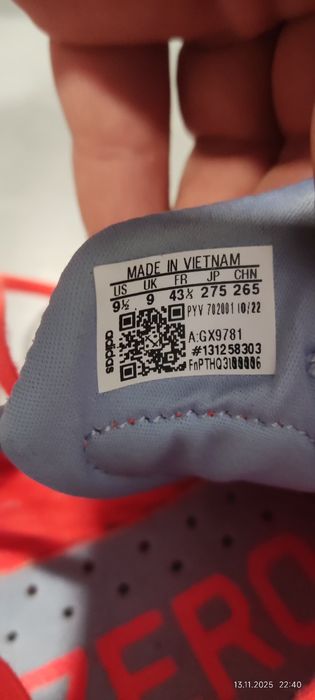 MADE IN VIETNAM
US UK FR JP CHN
9½ 9 43⅓ 275 265
PYV 702001 10/22
adidas
A:GX9781
#131258303
ZERO
13.11.2025 22:40